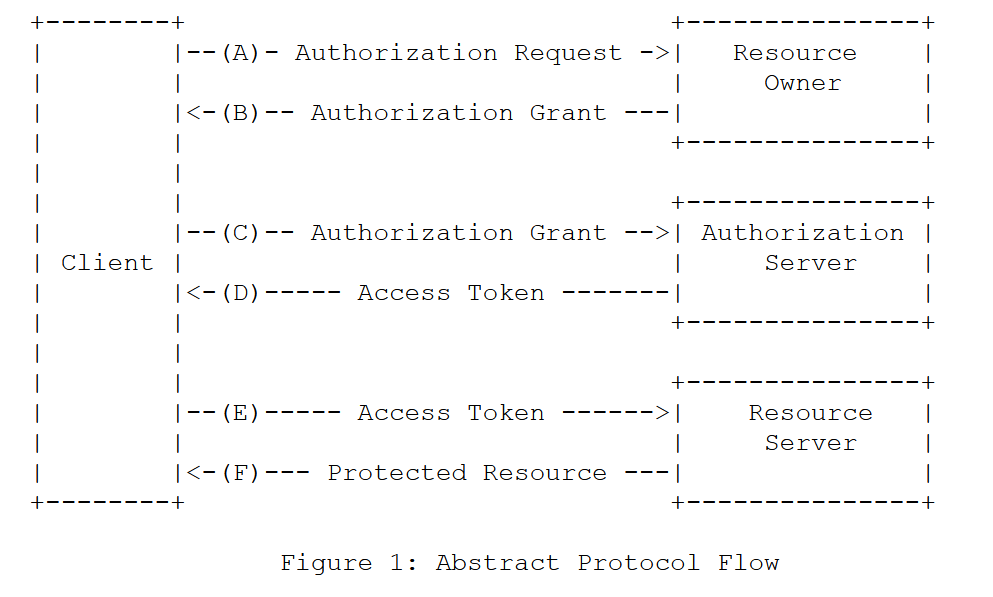 +--------+                               +---------------+
|        |--(A)- Authorization Request ->|   Resource    |
|        |                               |     Owner     |
|        |<-(B)-- Authorization Grant ---|               |
|        |                               +---------------+
|        |
|        |                               +---------------+
|        |--(C)-- Authorization Grant -->| Authorization |
| Client |                               |     Server    |
|        |<-(D)----- Access Token -------|               |
|        |                               +---------------+
|        |
|        |                               +---------------+
|        |--(E)----- Access Token ------>|    Resource   |
|        |                               |     Server    |
|        |<-(F)--- Protected Resource ---|               |
+--------+                               +---------------+
Figure 1: Abstract Protocol Flow